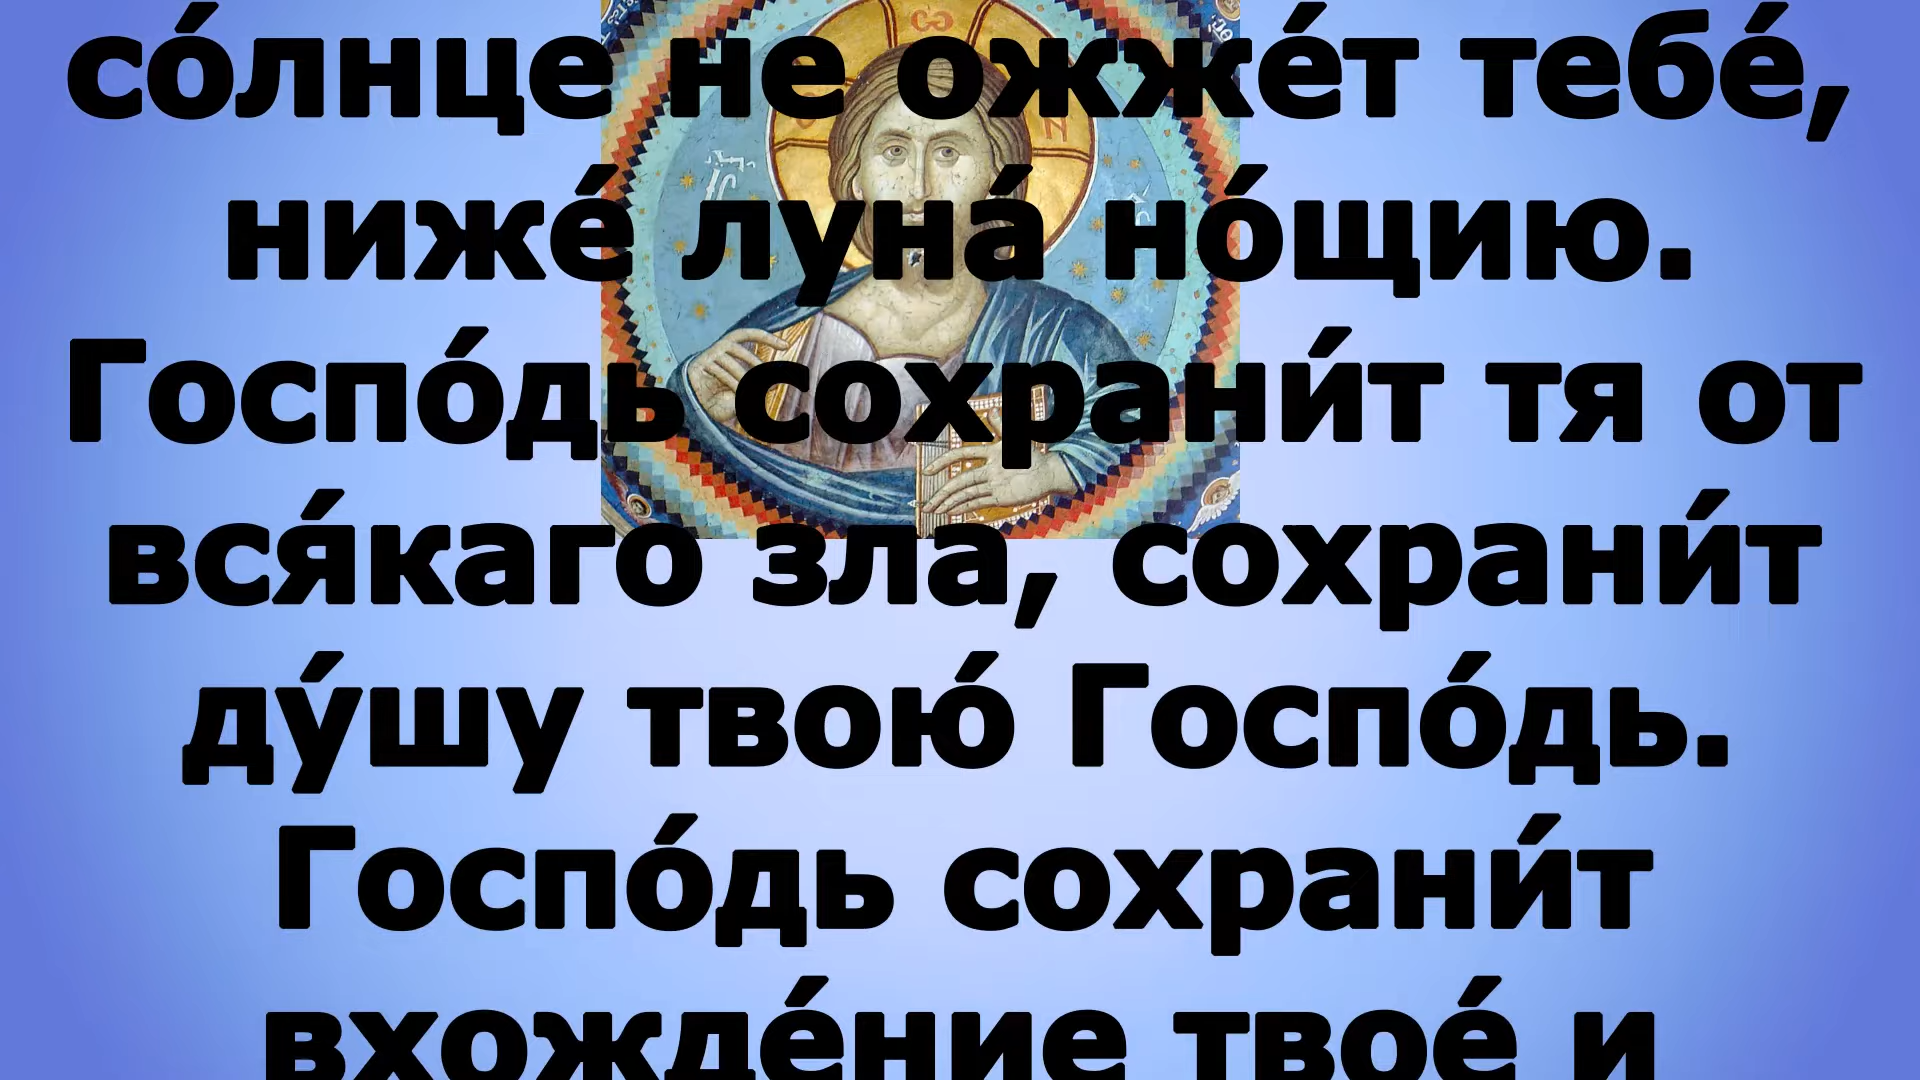 со́лнце не ожже́т тебе́,
ниже́ луна́ но́щию.
Госпо́дь сохрани́т тя от
вся́каго зла, сохрани́т
ду́шу твою́ Госпо́дь.
Госпо́дь сохрани́т
вхожде́ние твое́ и